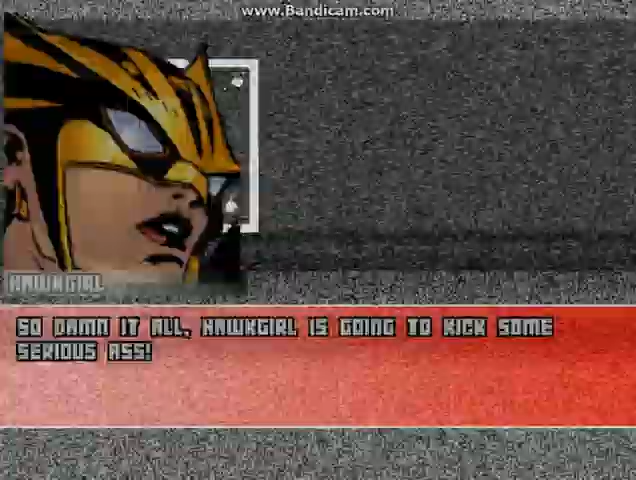 www.Bandicam.com
HAWKGIRL
SO DAMN IT ALL, HAWKGIRL IS GOING TO KICK SOME
SERIOUS ASS!